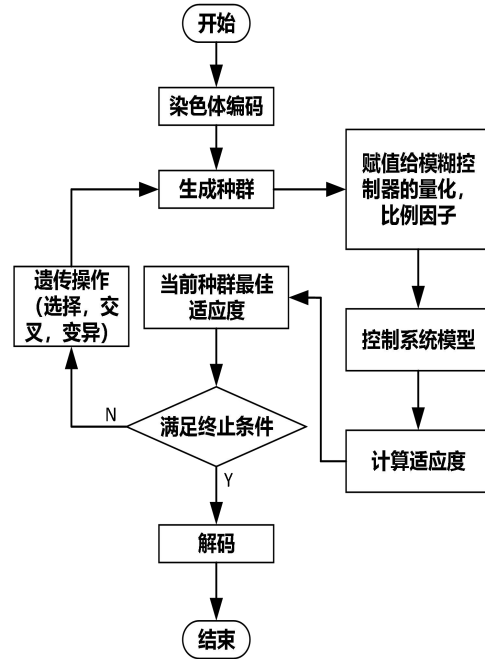 开始
染色体编码
生成种群
赋值给模糊控
制器的量化，
比例因子
控制系统模型
计算适应度
当前种群最佳
适应度
满足终止条件
N
遗传操作
（选择，交
叉，变异）
Y
解码
结束